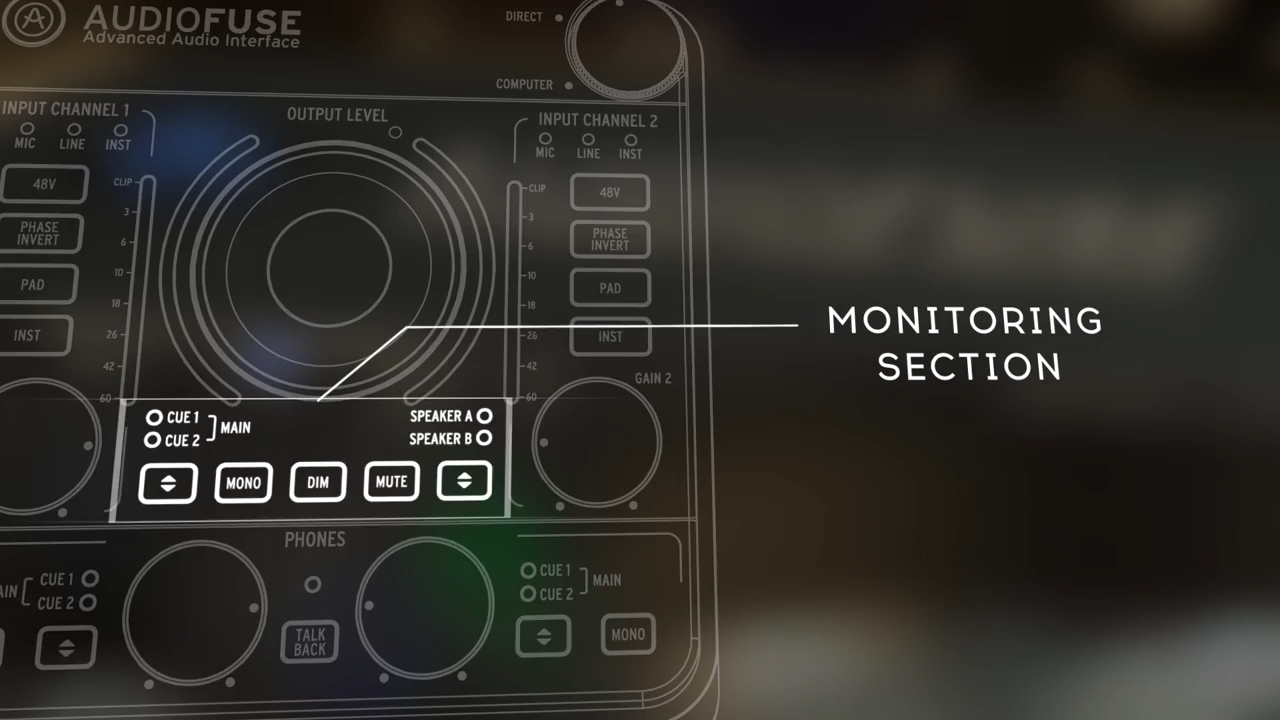 AUDIOFUSE
Advanced Audio Interface
DIRECT
COMPUTER
INPUT CHANNEL 1
MIC LINE INST
48V
PHASE
INVERT
PAD
INST
CLIP
3
6
10
18
26
42
60
OUTPUT LEVEL
INPUT CHANNEL 2
MIC LINE INST
CLIP
3
6
10
18
26
42
60
48V
PHASE
INVERT
PAD
INST
GAIN 2
MONITORING
SECTION
CUE 1
CUE 2
MAIN
SPEAKER A
SPEAKER B
MONO
DIM
MUTE
PHONES
CUE 1
CUE 2
TALK
BACK
CUE 1
CUE 2
MAIN
MONO